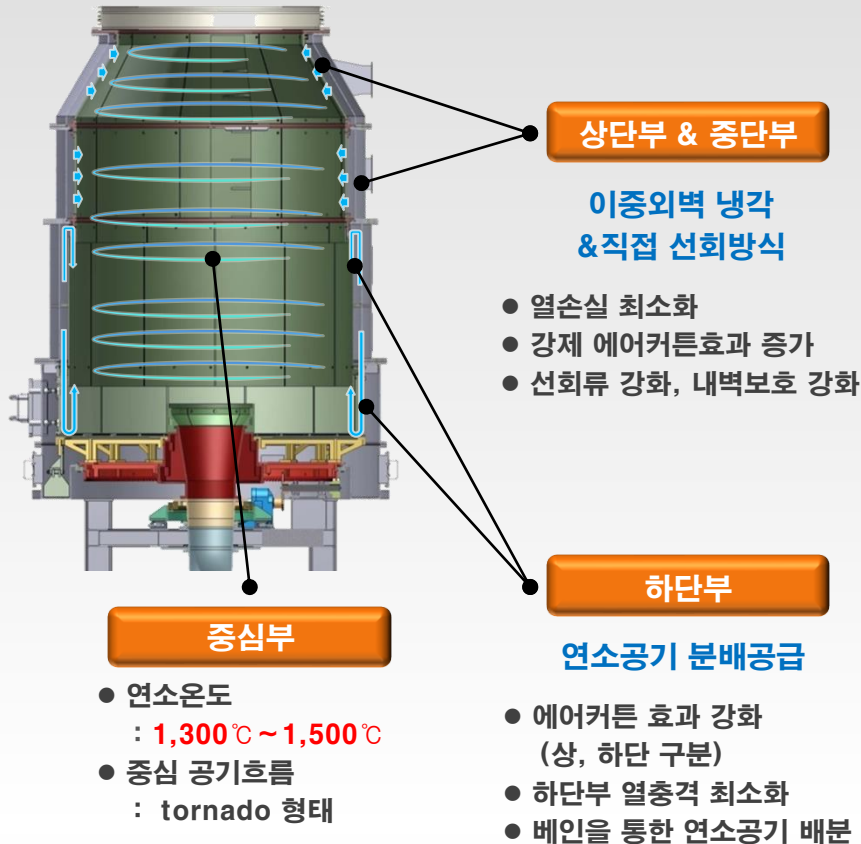 상단부 & 중단부
이중외벽 냉각
&직접 선회방식
● 열손실 최소화
● 강제 에어커튼효과 증가
● 선회류 강화, 내벽보호 강화
하단부
연소공기 분배공급
● 에어커튼 효과 강화
(상, 하단 구분)
● 하단부 열충격 최소화
● 베인을 통한 연소공기 배분
중심부
● 연소온도
: 1,300℃ ~ 1,500℃
● 중심 공기흐름
: tornado 형태